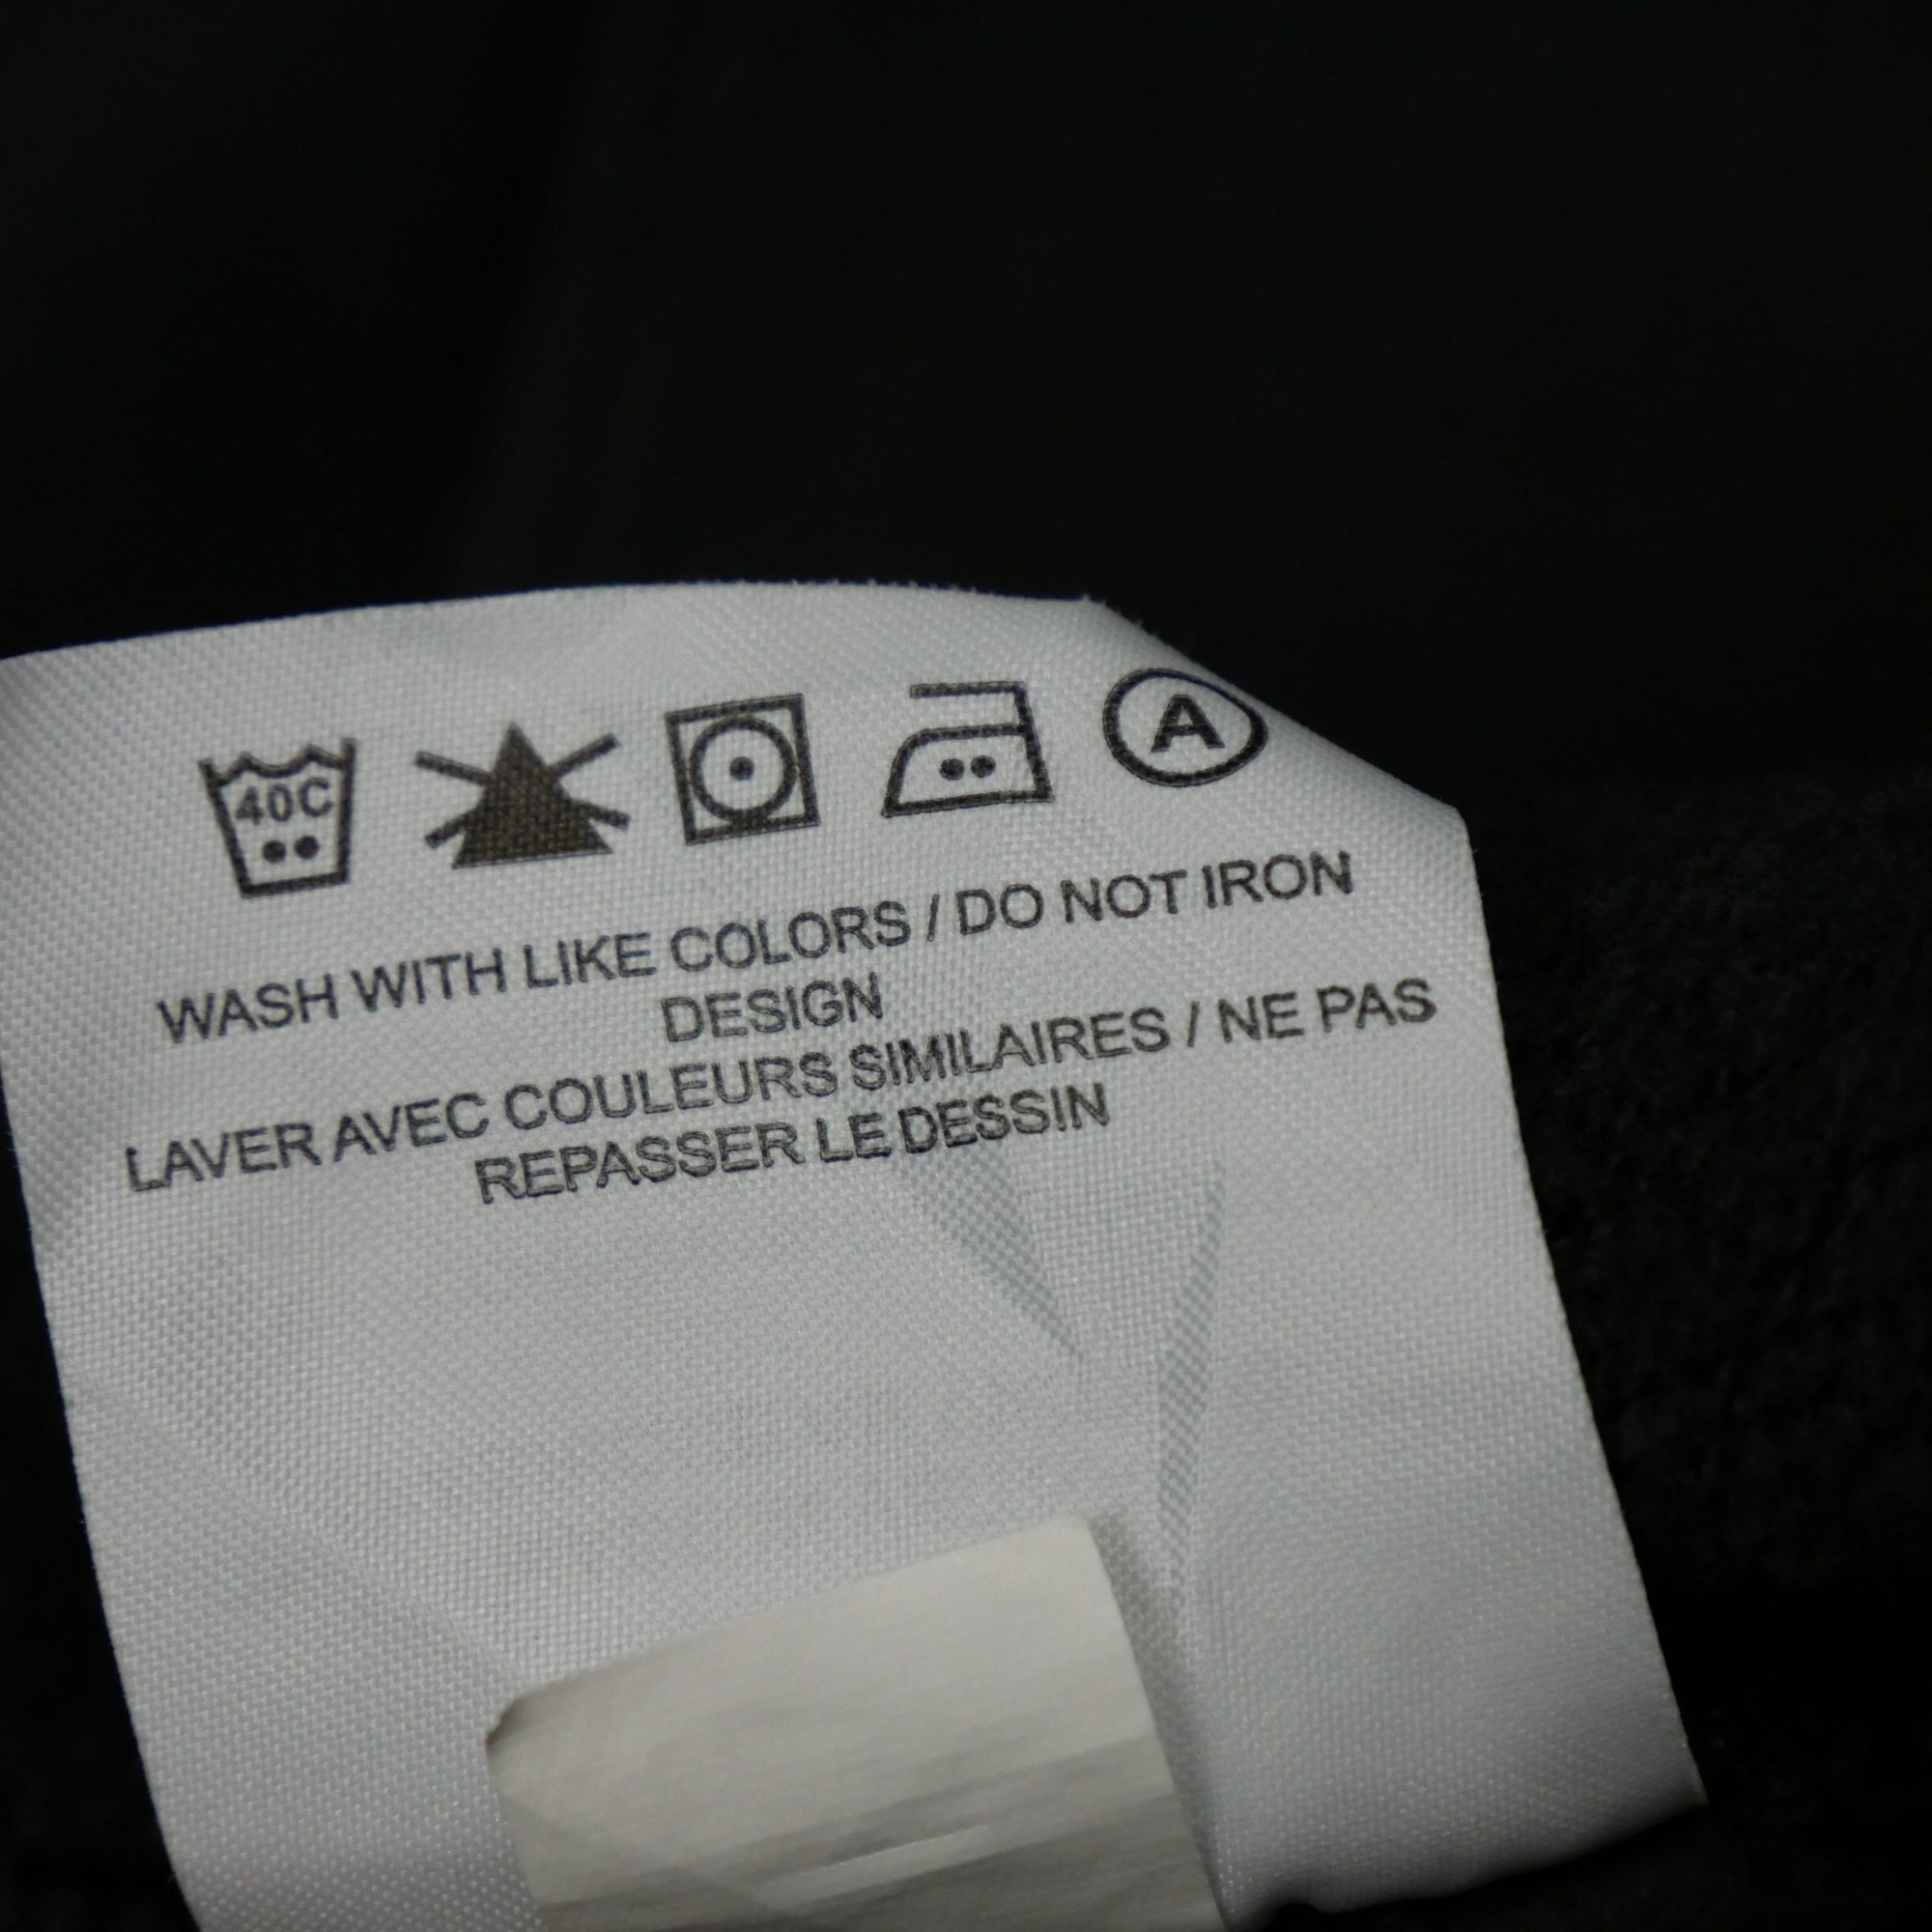 40C
A
WASH WITH LIKE COLORS / DO NOT IRON
DESIGN
LAVER AVEC COULEURS SIMILAIRES / NE PAS
REPASSER LE DESSIN